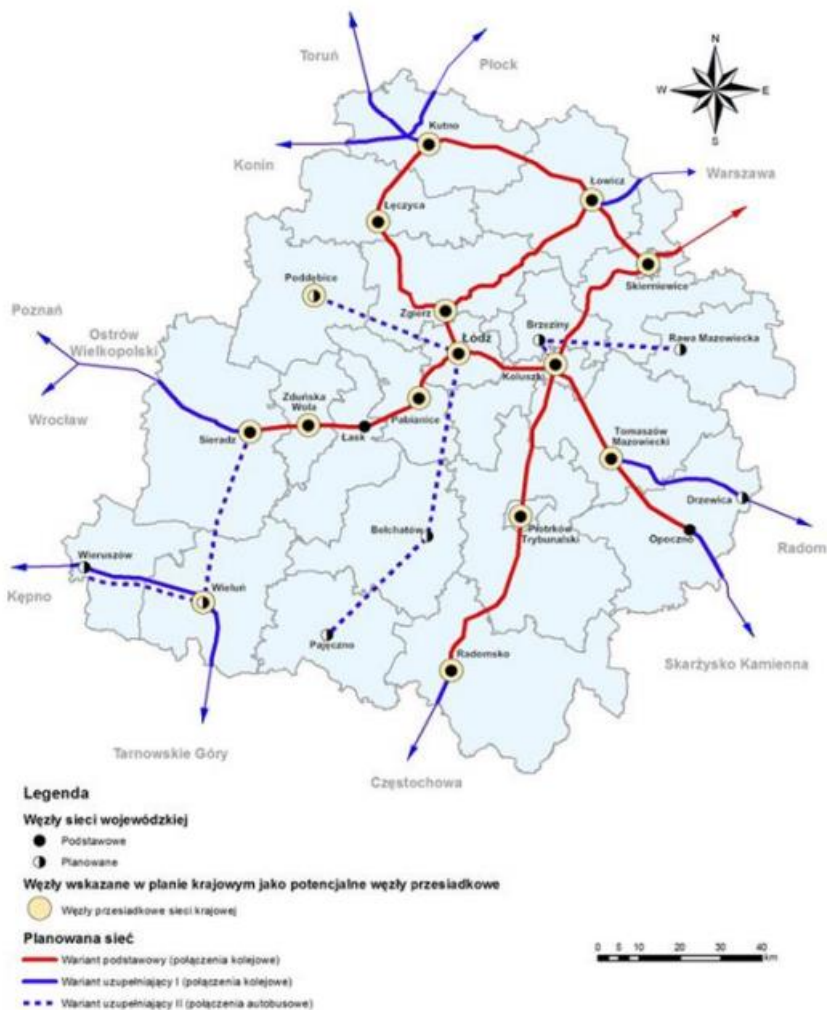 Toruń
Płock
N
W
E
S
Kutno
Konin
Łowicz
Warszawa
Łęczyca
Skierniewice
Poddębice
Zgierz
Poznań
Ostrów
Wielkopolski
Łódź
Brzeziny
Rawa Mazowiecka
Koluszki
Wrocław
Zduńska
Wola
Pabianice
Sieradz
Łask
Tomaszów
Mazowiecki
Drzewica
Bełchatów
Piotrków
Trybunalski
Opoczno
Radom
Wieruszów
Wieluń
Kępno
Pajęczno
Radomsko
Skarżysko Kamienna
Tarnowskie Góry
Częstochowa
Legenda
Węzły sieci wojewódzkiej
Podstawowe
Planowane
Węzły wskazane w planie krajowym jako potencjalne węzły przesiadkowe
Węzły przesiadkowe sieci krajowej
Planowana sieć
Wariant podstawowy (połączenia kolejowe)
Wariant uzupełniający I (połączenia kolejowe)
Wariant uzupełniający II (połączenia autobusowe)
0 5 10 20 30 40
km